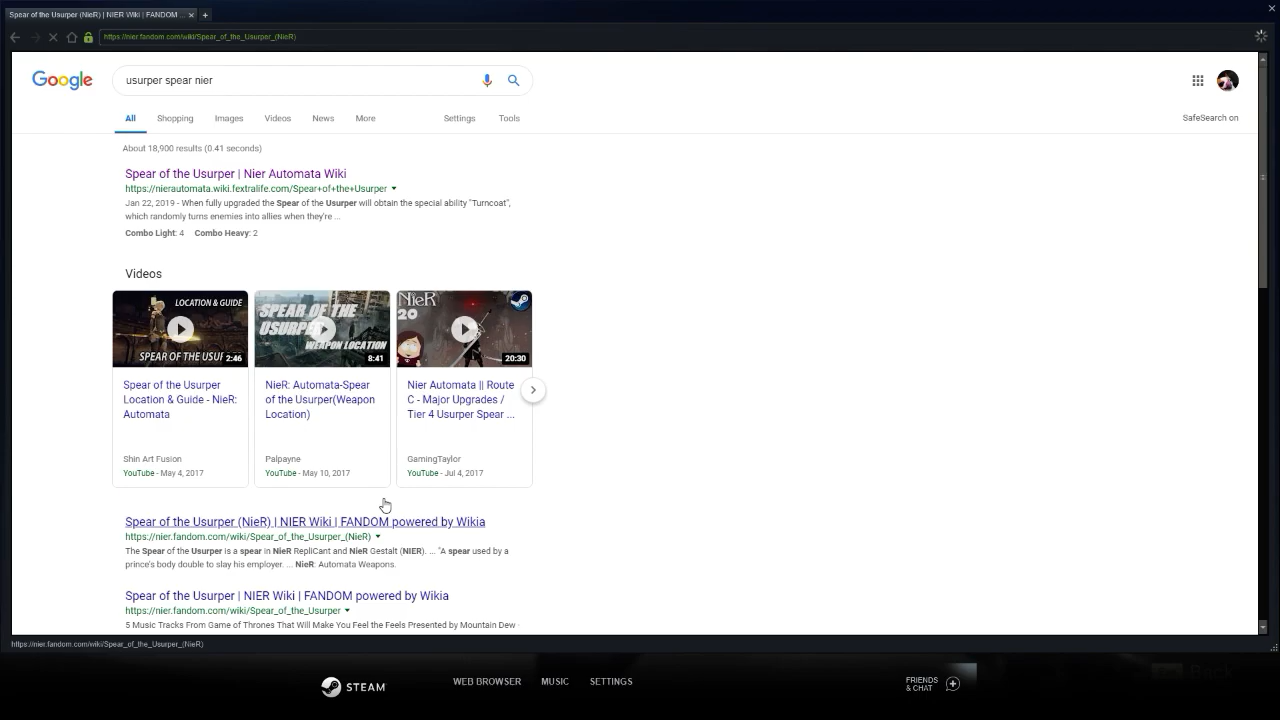 Spear of the Usurper (NieR) | NIER Wiki | FANDOM ...
https://nier.fandom.com/wiki/Spear_of_the_Usurper_(NieR)
Google
usurper spear nier
All Shopping Images Videos News More Settings Tools
SafeSearch on
About 18,900 results (0.41 seconds)
Spear of the Usurper | Nier Automata Wiki
https://nierautomata.wiki.fextralife.com/Spear+of+the+Usurper
Jan 22, 2019 - When fully upgraded the Spear of the Usurper will obtain the special ability "Turncoat",
which randomly turns enemies into allies when they're ...
Combo Light: 4 Combo Heavy: 2
Videos
LOCATION & GUIDE
SPEAR OF THE USUR
2:46
SPEAR OF THE
USURPER
WEAPON LOCATION
8:41
NieR
20
20:30
Spear of the Usurper
Location & Guide - NieR:
Automata
Shin Art Fusion
YouTube - May 4, 2017
NieR: Automata-Spear
of the Usurper(Weapon
Location)
Palpayne
YouTube - May 10, 2017
Nier Automata || Route
C - Major Upgrades /
Tier 4 Usurper Spear ...
GamingTaylor
YouTube - Jul 4, 2017
Spear of the Usurper (NieR) | NIER Wiki | FANDOM powered by Wikia
https://nier.fandom.com/wiki/Spear_of_the_Usurper_(NieR)
The Spear of the Usurper is a spear in NieR RepliCant and NieR Gestalt (NIER). ... "A spear used by a
prince's body double to slay his employer. ... NieR: Automata Weapons.
Spear of the Usurper | NIER Wiki | FANDOM powered by Wikia
https://nier.fandom.com/wiki/Spear_of_the_Usurper
5 Music Tracks From Game of Thrones That Will Make You Feel the Feels Presented by Mountain Dew ·
https://nier.fandom.com/wiki/Spear_of_the_Usurper_(NieR)
STEAM
WEB BROWSER MUSIC SETTINGS
FRIENDS
& CHAT
Back